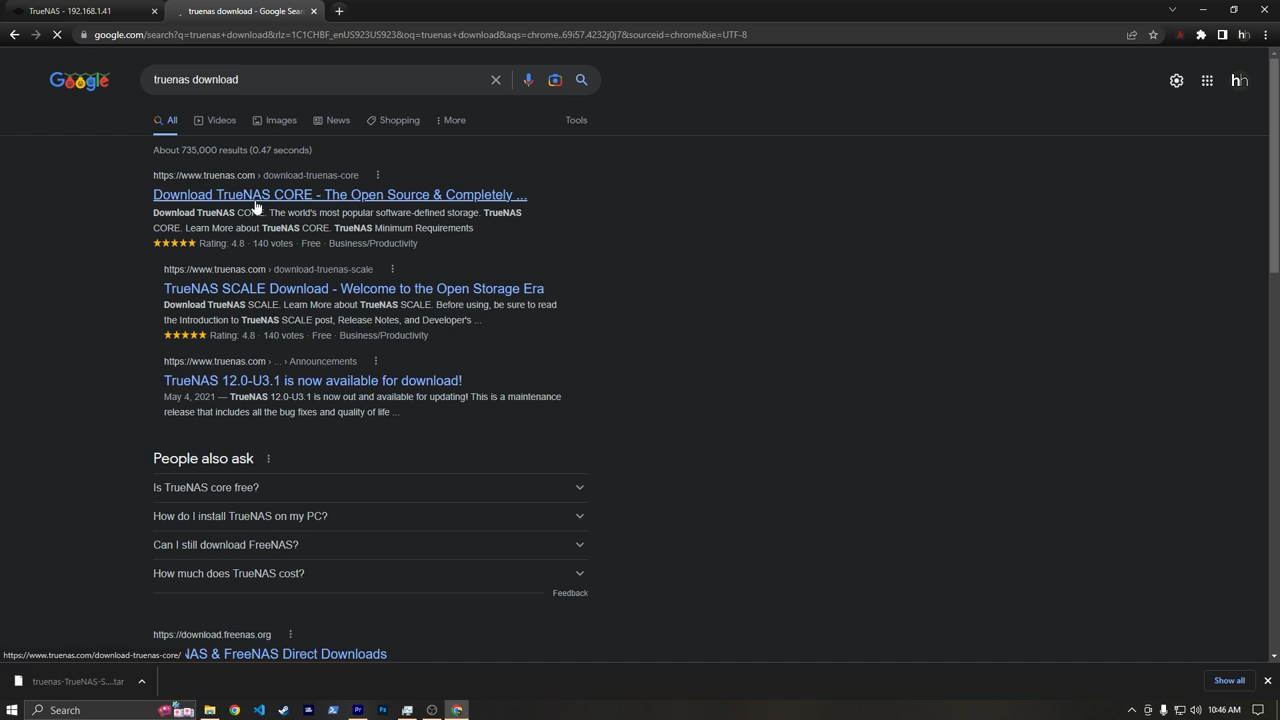 TrueNAS - 192.168.1.41
truenas download - Google Sear
google.com/search?q=truenas+download&rlz=1C1CHBF_enUS923US923&oq=truenas+download&aqs=chrome..69i57.4232j0j7&sourceid=chrome&ie=UTF-8
Google
truenas download
All
Videos
Images
News
Shopping
More
Tools
About 735,000 results (0.47 seconds)
https://www.truenas.com › download-truenas-core
Download TrueNAS CORE - The Open Source & Completely ...
Download TrueNAS CORE. The world's most popular software-defined storage. TrueNAS
CORE. Learn More about TrueNAS CORE. TrueNAS Minimum Requirements
Rating: 4.8 · 140 votes · Free · Business/Productivity
https://www.truenas.com › download-truenas-scale
TrueNAS SCALE Download - Welcome to the Open Storage Era
Download TrueNAS SCALE. Learn More about TrueNAS SCALE. Before using, be sure to read
the Introduction to TrueNAS SCALE post, Release Notes, and Developer's ...
Rating: 4.8 · 140 votes · Free · Business/Productivity
https://www.truenas.com › ... › Announcements
TrueNAS 12.0-U3.1 is now available for download!
May 4, 2021 — TrueNAS 12.0-U3.1 is now out and available for updating! This is a maintenance
release that includes all the bug fixes and quality of life ...
People also ask
Is TrueNAS core free?
How do I install TrueNAS on my PC?
Can I still download FreeNAS?
How much does TrueNAS cost?
Feedback
https://download.freenas.org
NAS & FreeNAS Direct Downloads
https://www.truenas.com/download-truenas-core/
truenas-TrueNAS-S....tar
Show all
Search
10:46 AM